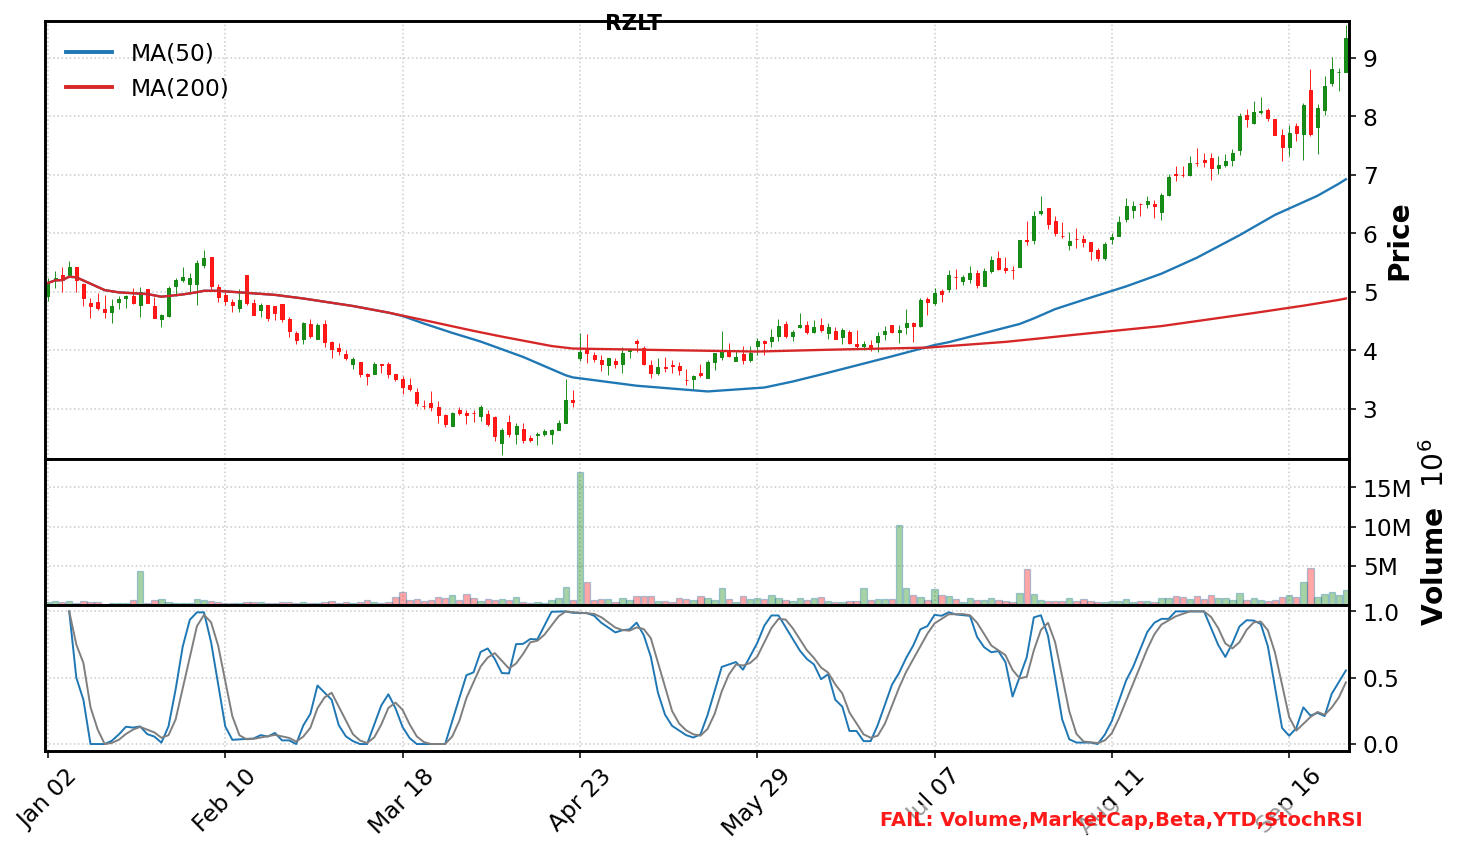 RZLT
MA(50)
MA(200)
9
8
7
6
5
4
3
Price
15M
10M
5M
Volume 10^6
1.0
0.5
0.0
Jan 02
Feb 10
Mar 18
Apr 23
May 29
Jul 07
Aug 11
Sep 16
FAIL: Volume,MarketCap,Beta,YTD,StochRSI